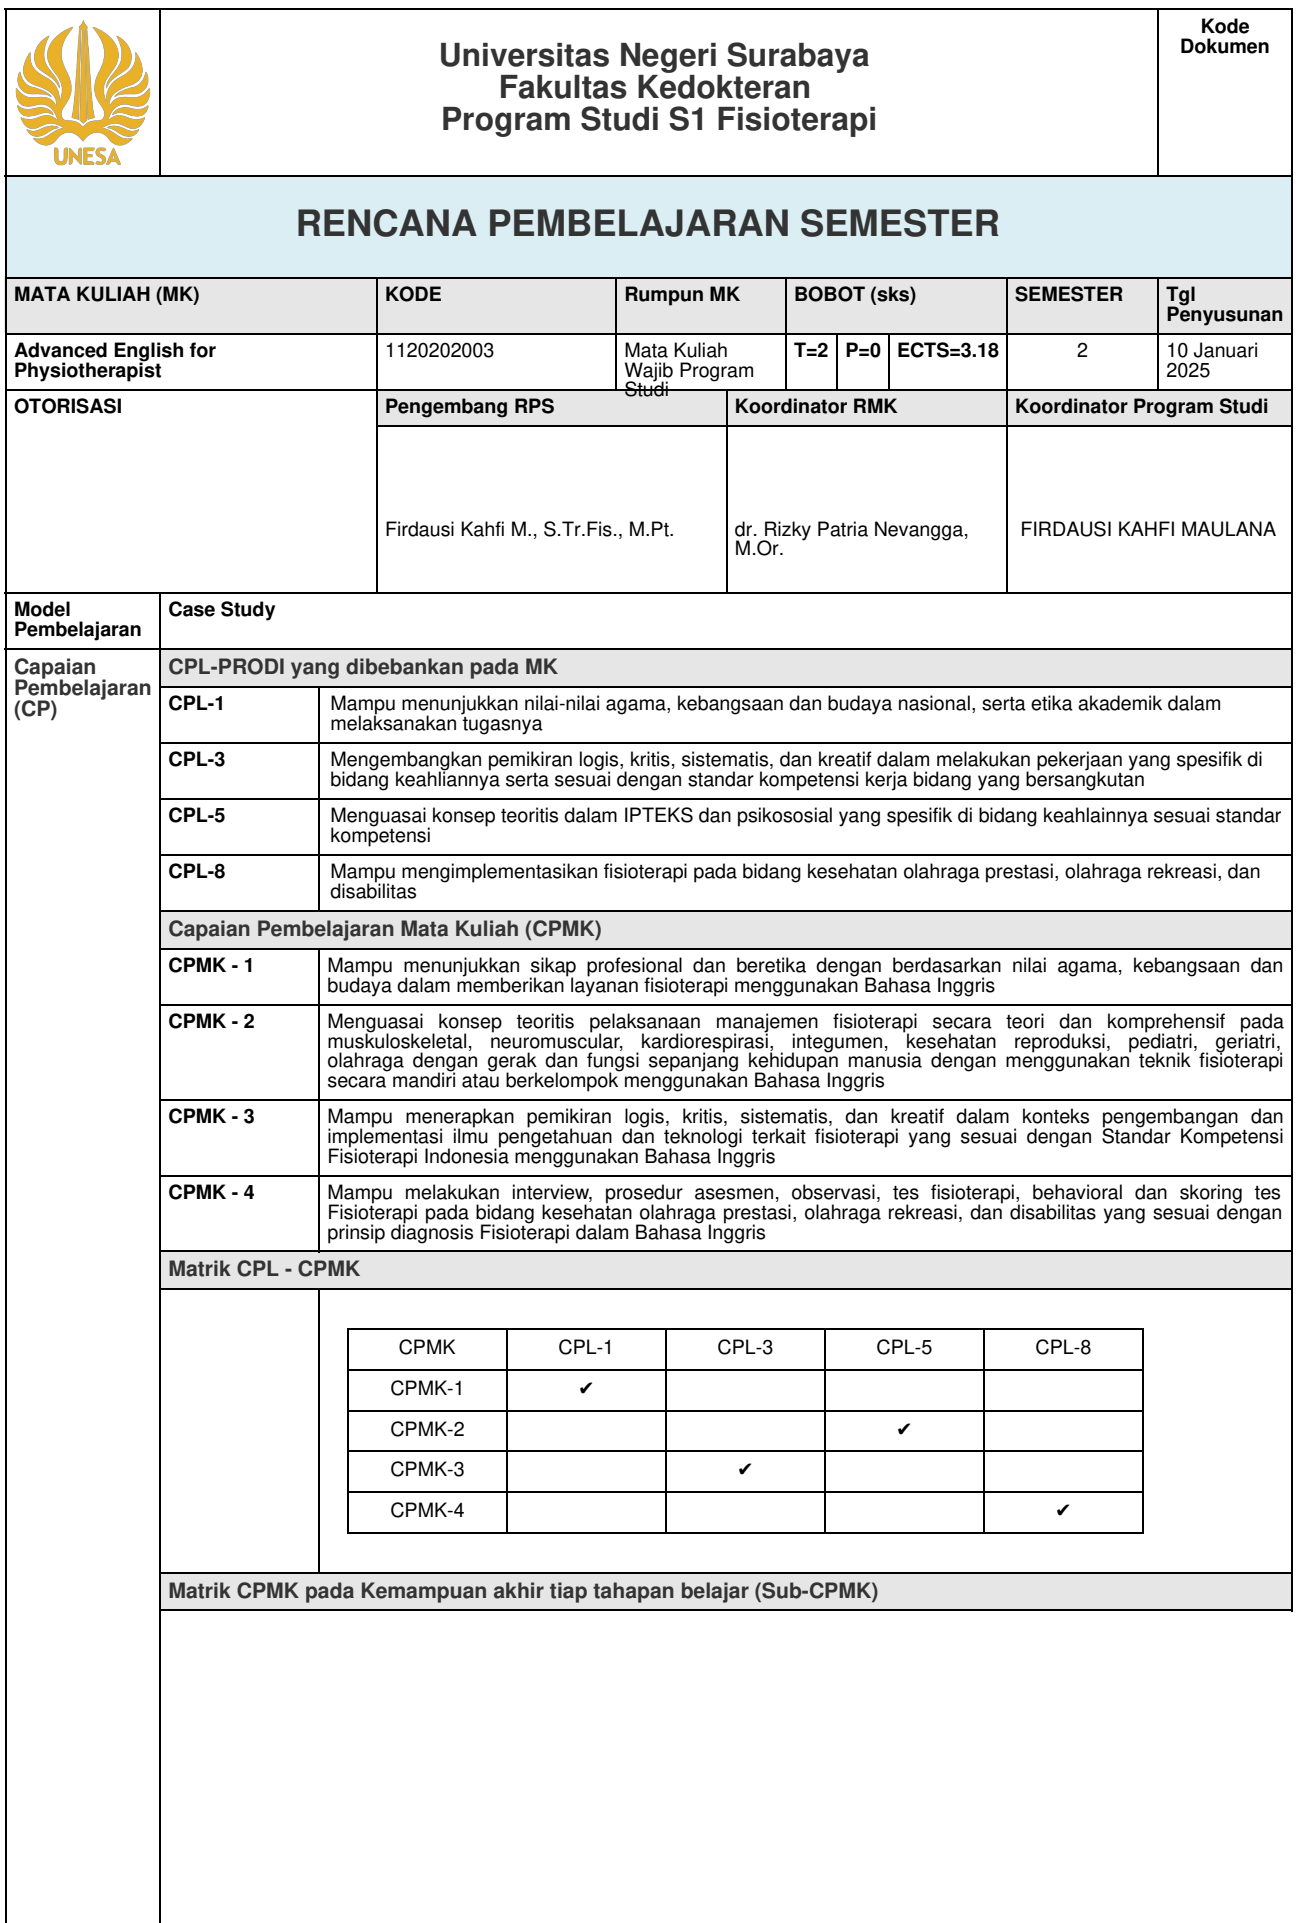 UNESA
Universitas Negeri Surabaya
Fakultas Kedokteran
Program Studi S1 Fisioterapi
Kode
Dokumen
RENCANA PEMBELAJARAN SEMESTER
MATA KULIAH (MK)
KODE
Rumpun MK
BOBOT (sks)
SEMESTER
Tgl
Penyusunan
Advanced English for
Physiotherapist
1120202003
Mata Kuliah
Wajib Program
Studi
T=2
P=0
ECTS=3.18
2
10 Januari
2025
OTORISASI
Pengembang RPS
Koordinator RMK
Koordinator Program Studi
Firdausi Kahfi M., S.Tr.Fis., M.Pt.
dr. Rizky Patria Nevangga,
M.Or.
FIRDAUSI KAHFI MAULANA
Model
Pembelajaran
Case Study
Capaian
Pembelajaran
(CP)
CPL-PRODI yang dibebankan pada MK
CPL-1
Mampu menunjukkan nilai-nilai agama, kebangsaan dan budaya nasional, serta etika akademik dalam
melaksanakan tugasnya
CPL-3
Mengembangkan pemikiran logis, kritis, sistematis, dan kreatif dalam melakukan pekerjaan yang spesifik di
bidang keahliannya serta sesuai dengan standar kompetensi kerja bidang yang bersangkutan
CPL-5
Menguasai konsep teoritis dalam IPTEKS dan psikososial yang spesifik di bidang keahlainnya sesuai standar
kompetensi
CPL-8
Mampu mengimplementasikan fisioterapi pada bidang kesehatan olahraga prestasi, olahraga rekreasi, dan
disabilitas
Capaian Pembelajaran Mata Kuliah (CPMK)
CPMK - 1
Mampu menunjukkan sikap profesional dan beretika dengan berdasarkan nilai agama, kebangsaan dan
budaya dalam memberikan layanan fisioterapi menggunakan Bahasa Inggris
CPMK - 2
Menguasai konsep teoritis pelaksanaan manajemen fisioterapi secara teori dan komprehensif pada
muskuloskeletal, neuromuscular, kardiorespirasi, integumen, kesehatan reproduksi, pediatri, geriatri,
olahraga dengan gerak dan fungsi sepanjang kehidupan manusia dengan menggunakan teknik fisioterapi
secara mandiri atau berkelompok menggunakan Bahasa Inggris
CPMK - 3
Mampu menerapkan pemikiran logis, kritis, sistematis, dan kreatif dalam konteks pengembangan dan
implementasi ilmu pengetahuan dan teknologi terkait fisioterapi yang sesuai dengan Standar Kompetensi
Fisioterapi Indonesia menggunakan Bahasa Inggris
CPMK - 4
Mampu melakukan interview, prosedur asesmen, observasi, tes fisioterapi, behavioral dan skoring tes
Fisioterapi pada bidang kesehatan olahraga prestasi, olahraga rekreasi, dan disabilitas yang sesuai dengan
prinsip diagnosis Fisioterapi dalam Bahasa Inggris
Matrik CPL - CPMK
CPMK CPL-1 CPL-3 CPL-5 CPL-8
CPMK-1 ✔
CPMK-2 ✔
CPMK-3 ✔
CPMK-4 ✔
Matrik CPMK pada Kemampuan akhir tiap tahapan belajar (Sub-CPMK)